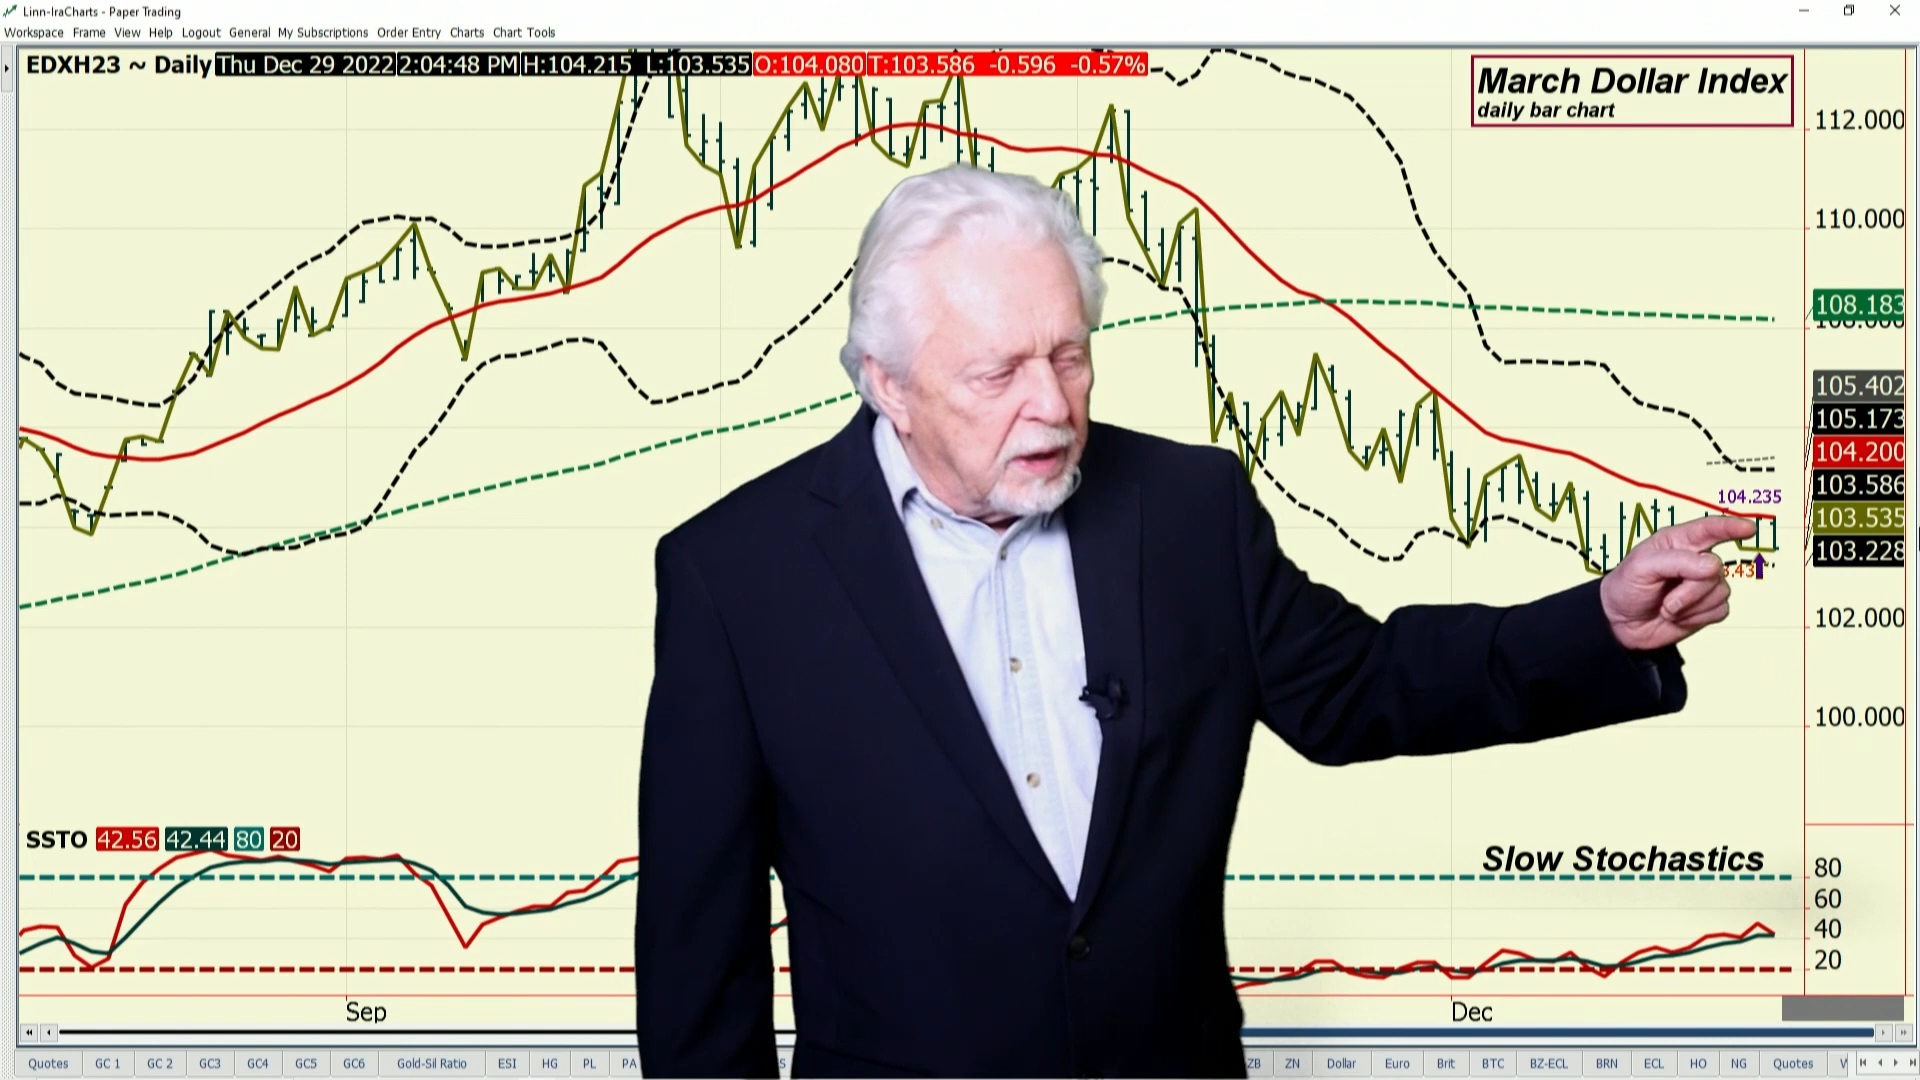 Linn-IraCharts - Paper Trading
Workspace Frame View Help Logout General My Subscriptions Order Entry Charts Chart Tools
EDXH23 ~ Daily Thu Dec 29 2022 2:04:48 PM H:104.215 L:103.535 O:104.080 T:103.586 -0.596 -0.57%
March Dollar Index
daily bar chart
112.000
110.000
108.183
105.402
105.173
104.200
104.235
103.586
103.535
103.228
102.000
100.000
SSTO 42.56 42.44 80 20
Slow Stochastics
80
60
40
20
Sep Dec
Quotes GC 1 GC 2 GC3 GC4 GC5 GC6 Gold-Sil Ratio ESI HG PL PA ZB ZN Dollar Euro Brit BTC BZ-ECL BRN ECL HO NG Quotes